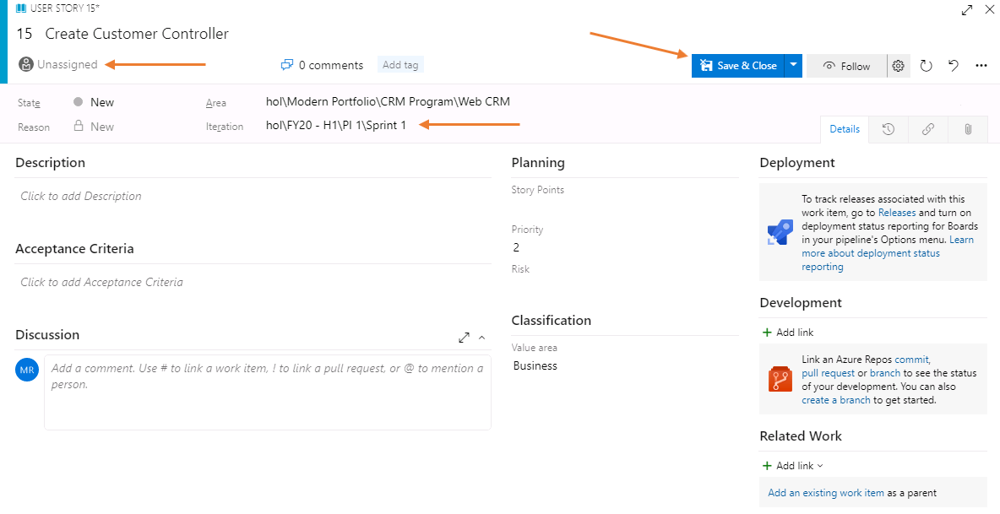 USER STORY 15*
15 Create Customer Controller
Unassigned
0 comments
Add tag
Save & Close
Follow
State
New
Area
hol\Modern Portfolio\CRM Program\Web CRM
Reason
New
Iteration
hol\FY20 - H1\PI 1\Sprint 1
Details
Description
Click to add Description
Acceptance Criteria
Click to add Acceptance Criteria
Discussion
MR
Add a comment. Use # to link a work item, ! to link a pull request, or @ to mention a
person.
Planning
Story Points
Priority
2
Risk
Classification
Value area
Business
Deployment
To track releases associated with this
work item, go to Releases and turn on
deployment status reporting for Boards
in your pipeline's Options menu. Learn
more about deployment status
reporting
Development
+ Add link
Link an Azure Repos commit,
pull request or branch to see the status
of your development. You can also
create a branch to get started.
Related Work
+ Add link
Add an existing work item as a parent